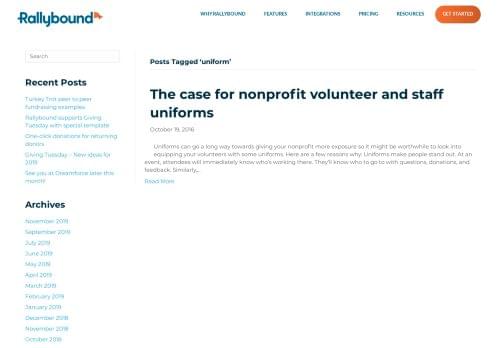 Rallybound
WHY RALLYBOUND FEATURES INTEGRATIONS PRICING RESOURCES GET STARTED
Search
Recent Posts
Turkey Trot peer to peer
fundraising examples
Rallybound supports Giving
Tuesday with special template
One-click donations for returning
donors
Giving Tuesday – New ideas for
2019
See you at Dreamforce later this
month!
Archives
November 2019
September 2019
July 2019
June 2019
May 2019
April 2019
March 2019
February 2019
January 2019
December 2018
November 2018
October 2018
Posts Tagged ‘uniform’
The case for nonprofit volunteer and staff
uniforms
October 19, 2016
Uniforms can go a long way towards giving your nonprofit more exposure so it might be worthwhile to look into
equipping your volunteers with some uniforms. Here are a few reasons why: Uniforms make people stand out. At an
event, attendees will immediately know who's working there. They'll know who to go to with questions, donations, and
feedback. Similarly,...
Read More